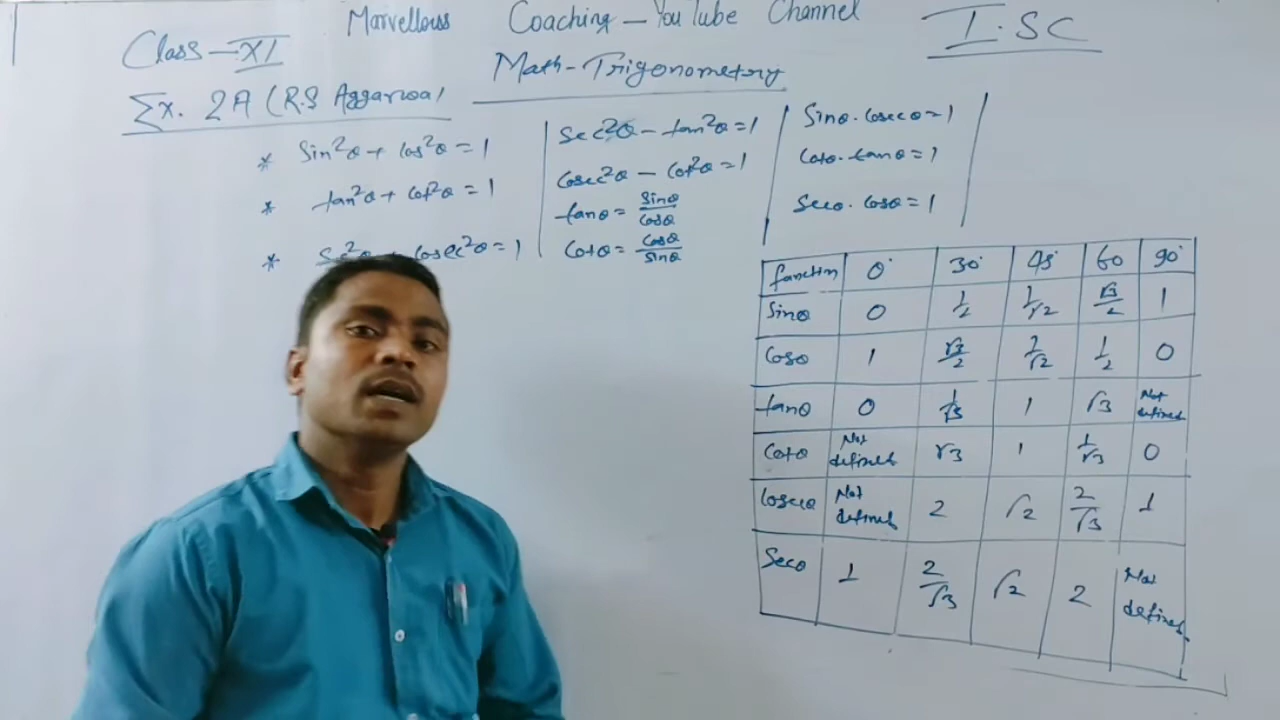 Marvellous Coaching - YouTube Channel
Class - XI
I.SC
Math - Trigonometry
Ex. 2A (R.S Aggarwal
* Sin²θ + Cos²θ = 1
* tan²θ + Cot²θ = 1
* Sec²θ + Cosec²θ = 1
Sec²θ - tan²θ = 1
Cosec²θ - Cot²θ = 1
tanθ = Sinθ/Cosθ
Cotθ = Cosθ/Sinθ
Sinθ. Cosecθ = 1
Cotθ. tanθ = 1
Secθ. Cosθ = 1
function 0° 30° 45° 60 90°
Sinθ 0 1/2 1/√2 √3/2 1
Cosθ 1 √3/2 1/√2 1/2 0
tanθ 0 1/√3 1 √3 Not defined
Cotθ Not defined √3 1 1/√3 0
Cosecθ Not defined 2 √2 2/√3 1
Secθ 1 2/√3 √2 2 Not defined